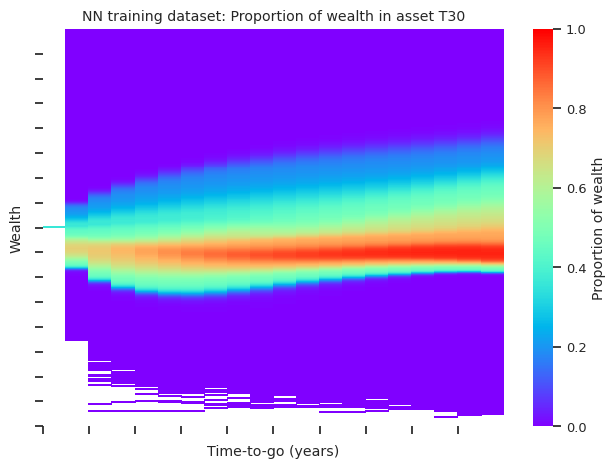 NN training dataset: Proportion of wealth in asset T30
Wealth
Time-to-go (years)
1.0
0.8
0.6
0.4
0.2
0.0
Proportion of wealth